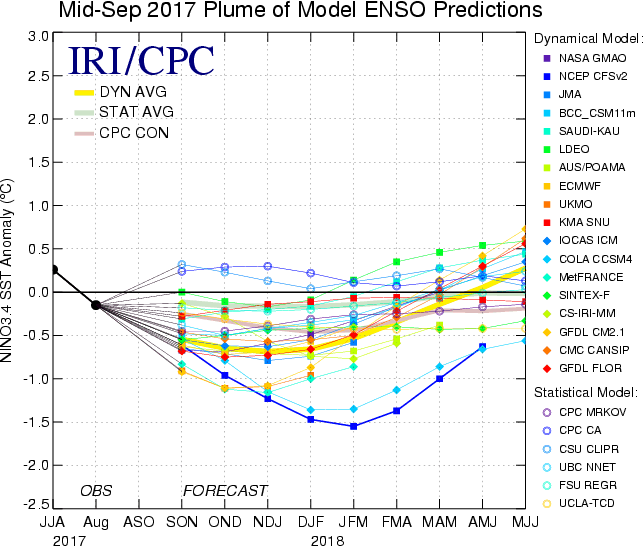 Mid-Sep 2017 Plume of Model ENSO Predictions
IRI/CPC
DYN AVG
STAT AVG
CPC CON
NINO3.4 SST Anomaly (°C)
3.0
2.5
2.0
1.5
1.0
0.5
0.0
-0.5
-1.0
-1.5
-2.0
-2.5
OBS
FORECAST
JJA
Aug
ASO
SON
OND
NDJ
DJF
JFM
FMA
MAM
AMJ
MJJ
2017
2018
Dynamical Model:
NASA GMAO
NCEP CFSv2
JMA
BCC_CSM11m
SAUDI-KAU
LDEO
AUS/POAMA
ECMWF
UKMO
KMA SNU
IOCAS ICM
COLA CCSM4
MetFRANCE
SINTEX-F
CS-IRI-MM
GFDL CM2.1
CMC CANSIP
GFDL FLOR
Statistical Model:
CPC MRKOV
CPC CA
CSU CLIPR
UBC NNET
FSU REGR
UCLA-TCD